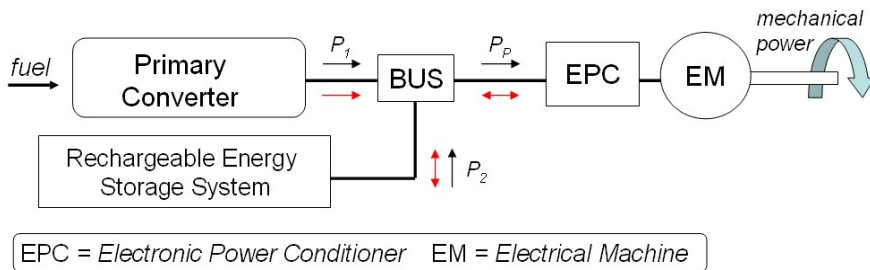 mechanical
power
fuel
Primary
Converter
P1
BUS
PP
EPC
EM
Rechargeable Energy
Storage System
P2
EPC = Electronic Power Conditioner EM = Electrical Machine